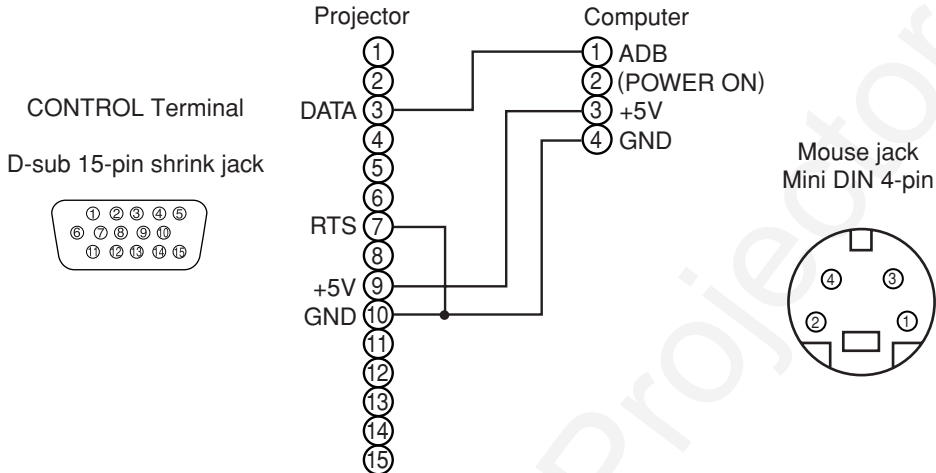 Projector
Computer
CONTROL Terminal
D-sub 15-pin shrink jack
1 2 3 4 5
6 7 8 9 10
11 12 13 14 15
1
2
DATA 3
4
5
6
RTS 7
8
+5V 9
GND 10
11
12
13
14
15
1 ADB
2 (POWER ON)
3 +5V
4 GND
Mouse jack
Mini DIN 4-pin
4 3
2 1
Projector